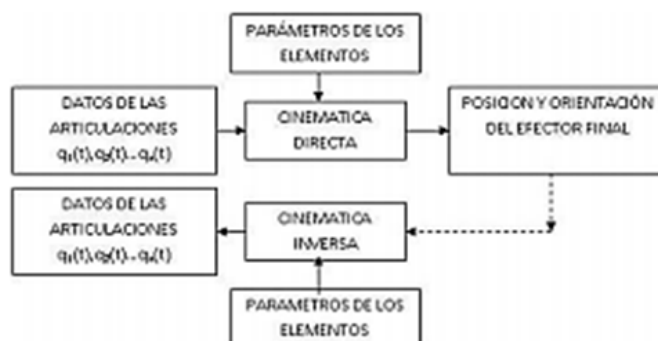 PARÁMETROS DE LOS
ELEMENTOS
DATOS DE LAS
ARTICULACIONES
q₁(t),q₂(t)...qₙ(t)
CINEMATICA
DIRECTA
POSICION Y ORIENTACIÓN
DEL EFECTOR FINAL
DATOS DE LAS
ARTICULACIONES
q₁(t),q₂(t)...qₙ(t)
CINEMATICA
INVERSA
PARAMETROS DE LOS
ELEMENTOS